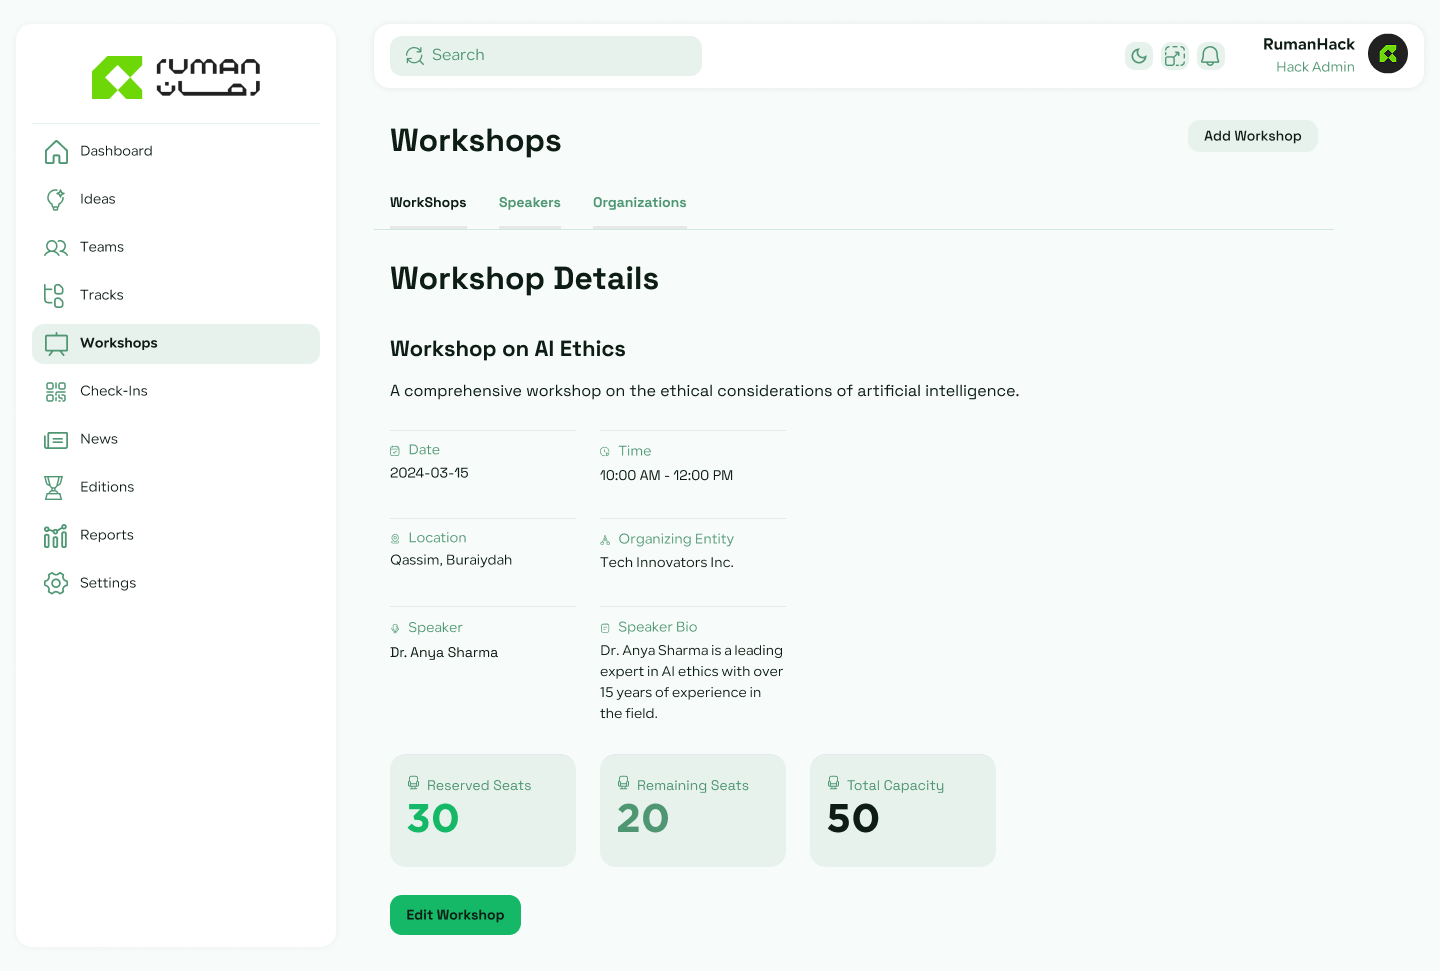 ruman
رمـــان
Dashboard
Ideas
Teams
Tracks
Workshops
Check-Ins
News
Editions
Reports
Settings
Search
RumanHack
Hack Admin
Workshops
Add Workshop
WorkShops
Speakers
Organizations
Workshop Details
Workshop on AI Ethics
A comprehensive workshop on the ethical considerations of artificial intelligence.
Date
2024-03-15
Time
10:00 AM - 12:00 PM
Location
Qassim, Buraiydah
Organizing Entity
Tech Innovators Inc.
Speaker
Dr. Anya Sharma
Speaker Bio
Dr. Anya Sharma is a leading
expert in AI ethics with over
15 years of experience in
the field.
Reserved Seats
30
Remaining Seats
20
Total Capacity
50
Edit Workshop